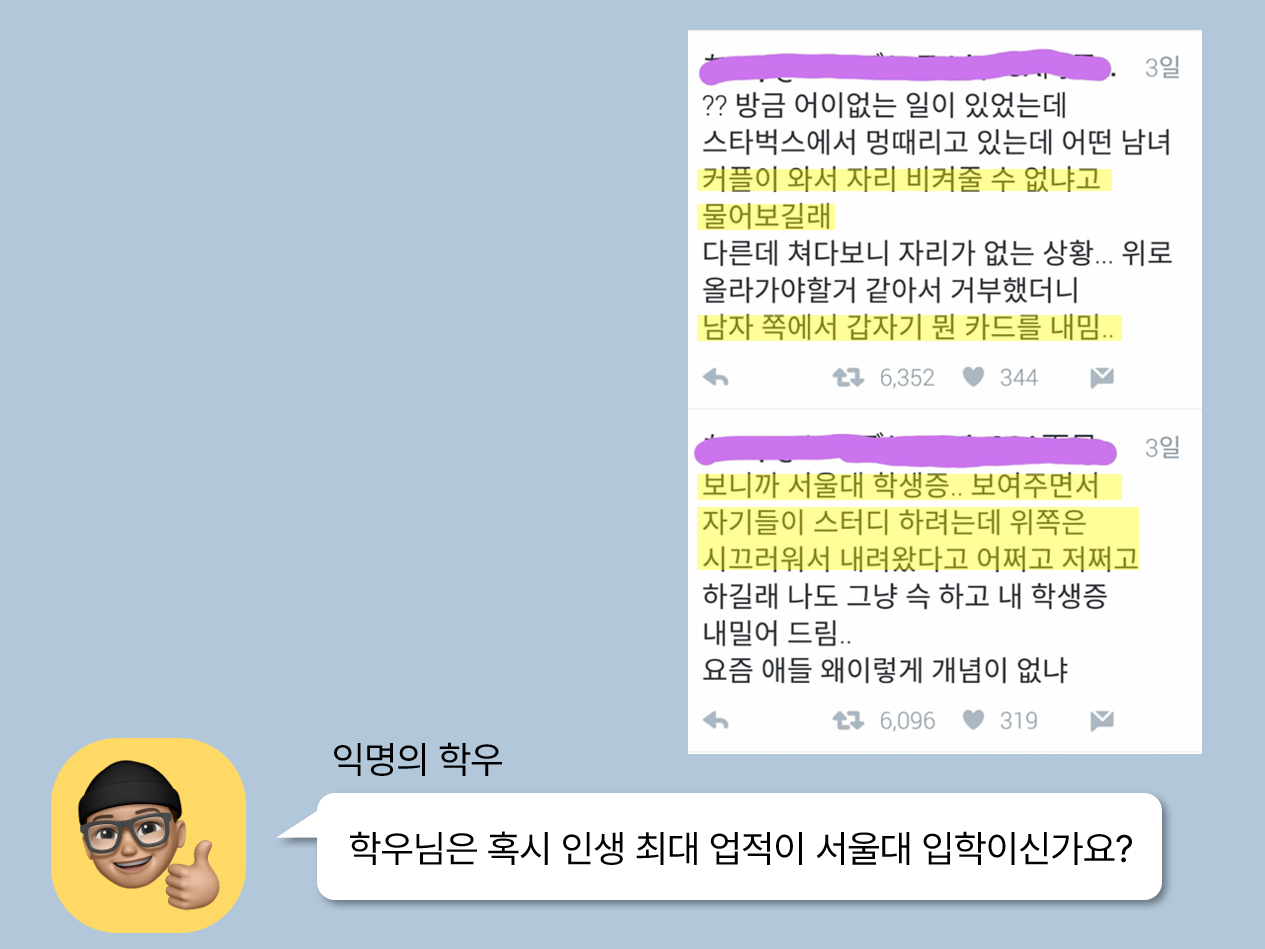 3일
?? 방금 어이없는 일이 있었는데
스타벅스에서 멍때리고 있는데 어떤 남녀
커플이 와서 자리 비켜줄 수 없냐고
물어보길래
다른데 쳐다보니 자리가 없는 상황... 위로
올라가야할거 같아서 거부했더니
남자 쪽에서 갑자기 뭔 카드를 내밈..
6,352 344
3일
보니까 서울대 학생증.. 보여주면서
자기들이 스터디 하려는데 위쪽은
시끄러워서 내려왔다고 어쩌고 저쩌고
하길래 나도 그냥 슥 하고 내 학생증
내밀어 드림..
요즘 애들 왜이렇게 개념이 없냐
6,096 319
익명의 학우
학우님은 혹시 인생 최대 업적이 서울대 입학이신가요?